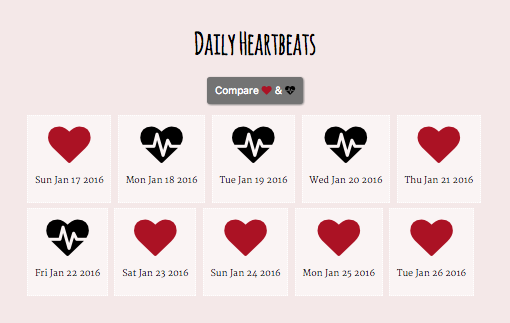 Daily Heartbeats
Compare &
Sun Jan 17 2016
Mon Jan 18 2016
Tue Jan 19 2016
Wed Jan 20 2016
Thu Jan 21 2016
Fri Jan 22 2016
Sat Jan 23 2016
Sun Jan 24 2016
Mon Jan 25 2016
Tue Jan 26 2016